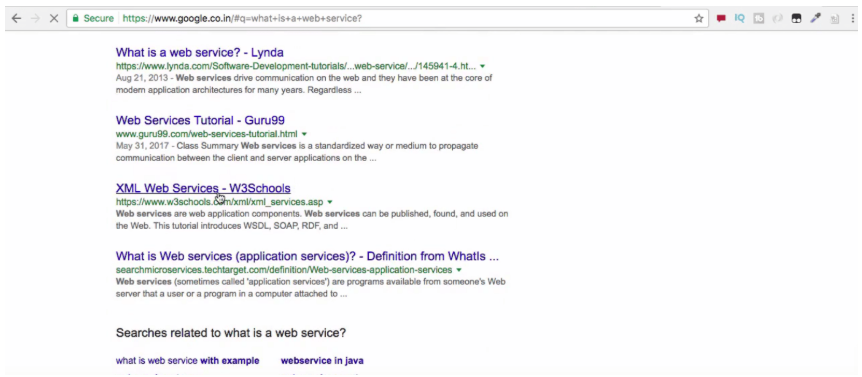 Secure https://www.google.co.in/#q=what+is+a+web+service?
IQ
What is a web service? - Lynda
https://www.lynda.com/Software-Development-tutorials/...web-service/.../145941-4.ht...
Aug 21, 2013 - Web services drive communication on the web and they have been at the core of
modern application architectures for many years. Regardless ...
Web Services Tutorial - Guru99
www.guru99.com/web-services-tutorial.html
May 31, 2017 - Class Summary Web services is a standardized way or medium to propagate
communication between the client and server applications on the ...
XML Web Services - W3Schools
https://www.w3schools.com/xml/xml_services.asp
Web services are web application components. Web services can be published, found, and used on
the Web. This tutorial introduces WSDL, SOAP, RDF, and ...
What is Web services (application services)? - Definition from WhatIs ...
searchmicroservices.techtarget.com/definition/Web-services-application-services
Web services (sometimes called 'application services') are programs available from someone's Web
server that a user or a program in a computer attached to ...
Searches related to what is a web service?
what is web service with example webservice in java